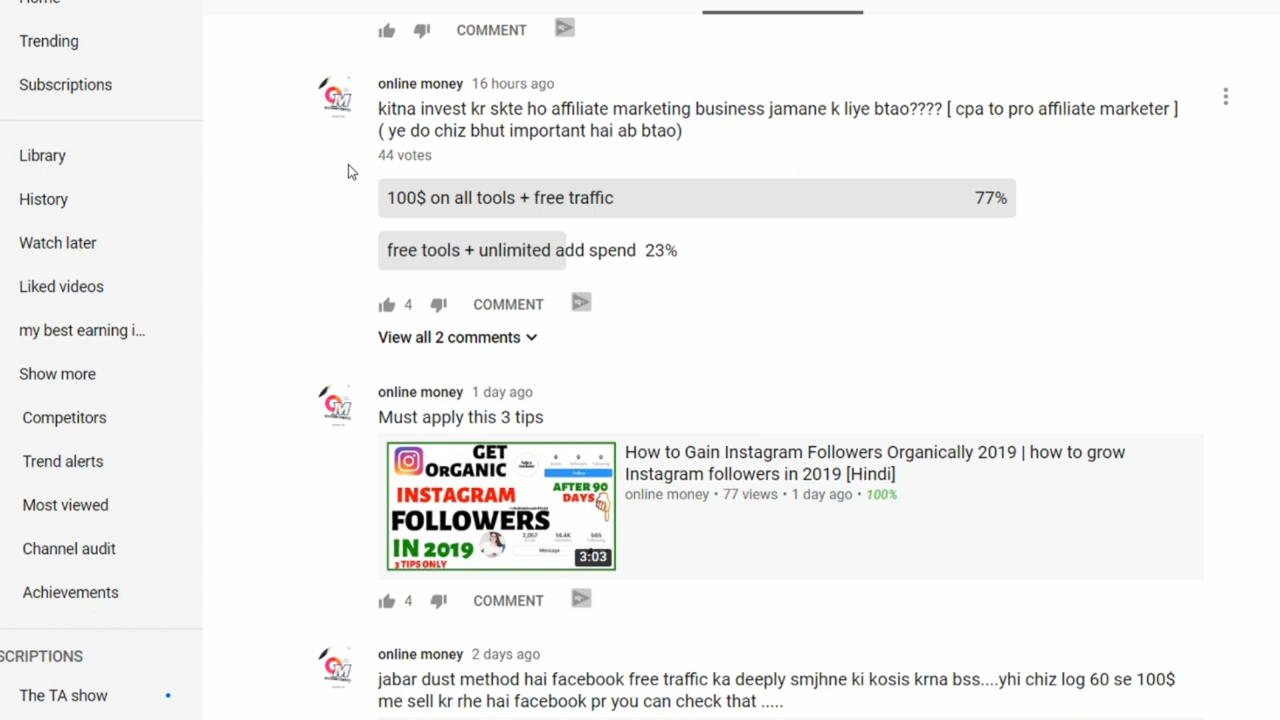 Home
Trending
Subscriptions
Library
History
Watch later
Liked videos
my best earning i...
Show more
Competitors
Trend alerts
Most viewed
Channel audit
Achievements
SCRIPTIONS
The TA show
COMMENT
online money 16 hours ago
kitna invest kr skte ho affiliate marketing business jamane k liye btao???? [ cpa to pro affiliate marketer ]
( ye do chiz bhut important hai ab btao)
44 votes
100$ on all tools + free traffic 77%
free tools + unlimited add spend 23%
4 COMMENT
View all 2 comments
online money 1 day ago
Must apply this 3 tips
GET
ORGANIC
INSTAGRAM
FOLLOWERS
IN 2019
3 TIPS ONLY
AFTER 90
DAYS
Follow
Message
3:03
How to Gain Instagram Followers Organically 2019 | how to grow
Instagram followers in 2019 [Hindi]
online money • 77 views • 1 day ago • 100%
4 COMMENT
online money 2 days ago
jabar dust method hai facebook free traffic ka deeply smjhne ki kosis krna bss....yhi chiz log 60 se 100$
me sell kr rhe hai facebook pr you can check that .....